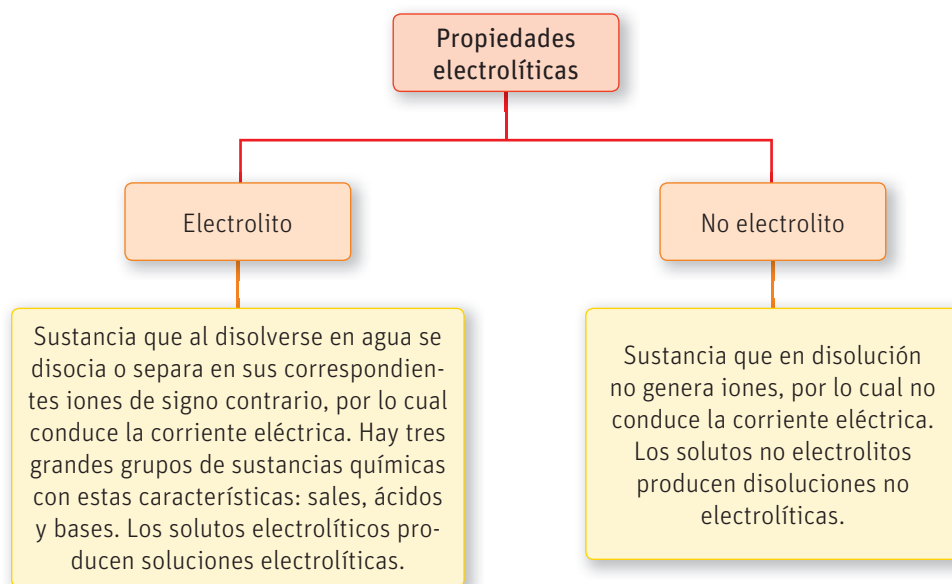 Propiedades
electrolíticas
Electrolito
No electrolito
Sustancia que al disolverse en agua se
disocia o separa en sus correspondien-
tes iones de signo contrario, por lo cual
conduce la corriente eléctrica. Hay tres
grandes grupos de sustancias químicas
con estas características: sales, ácidos
y bases. Los solutos electrolíticos pro-
ducen soluciones electrolíticas.
Sustancia que en disolución
no genera iones, por lo cual no
conduce la corriente eléctrica.
Los solutos no electrolitos
producen disoluciones no
electrolíticas.